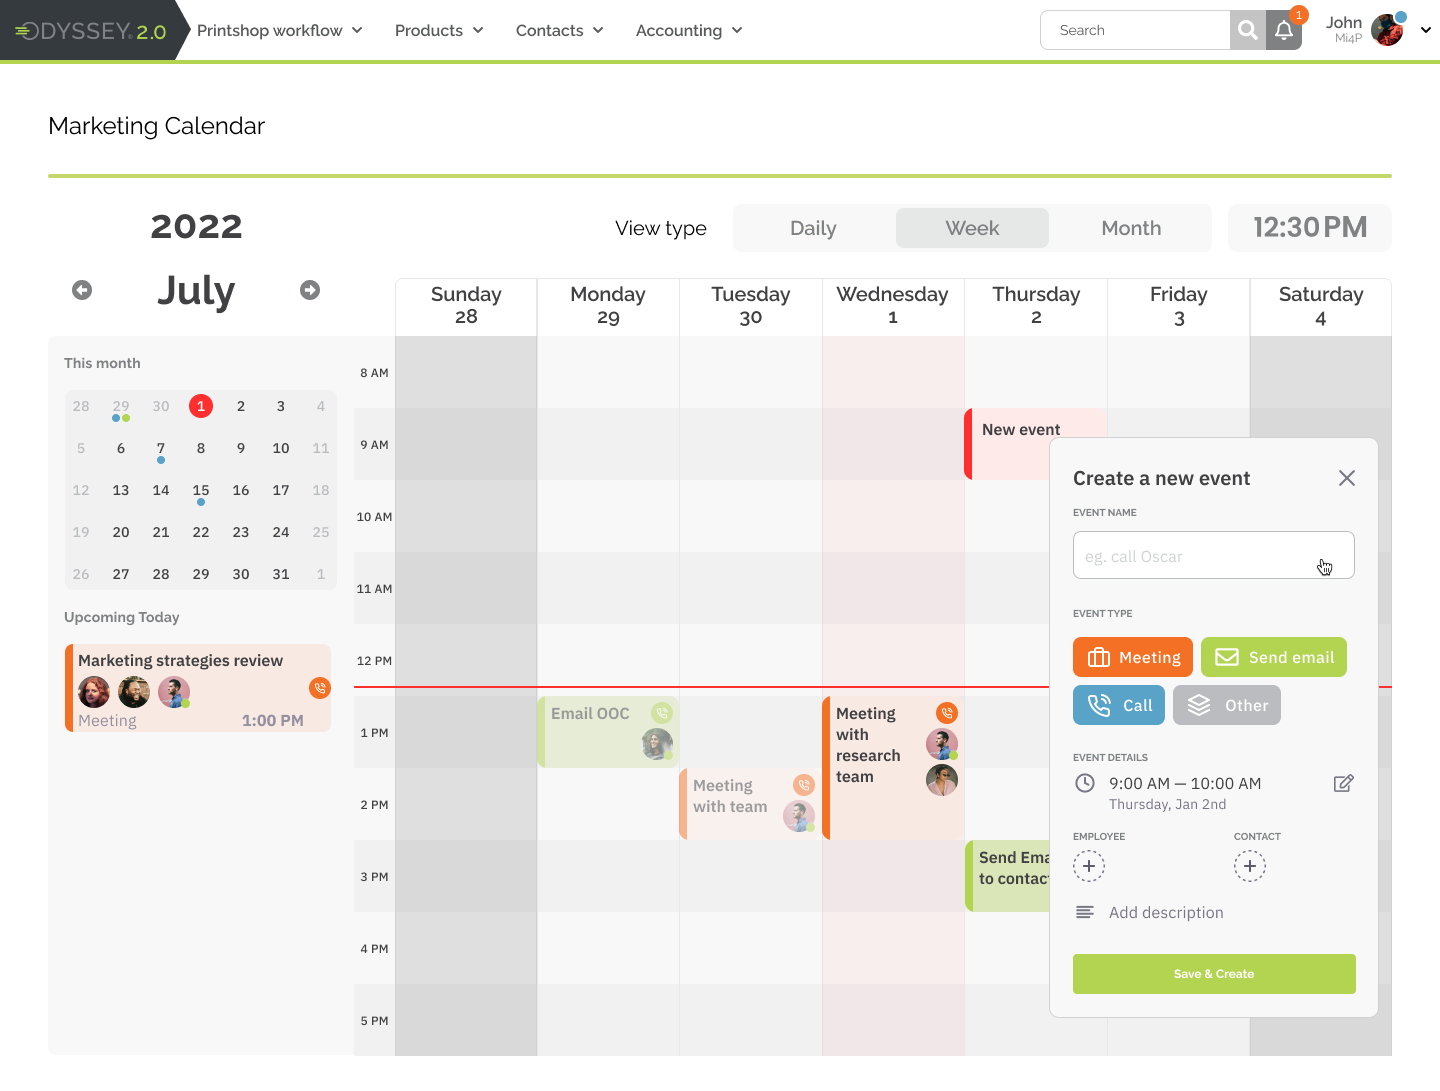 ODYSSEY® 2.0
Printshop workflow
Products
Contacts
Accounting
Search
1
John
Mi4P
Marketing Calendar
2022
July
View type
Daily
Week
Month
12:30 PM
Sunday
28
Monday
29
Tuesday
30
Wednesday
1
Thursday
2
Friday
3
Saturday
4
This month
28 29 30 1 2 3 4
5 6 7 8 9 10 11
12 13 14 15 16 17 18
19 20 21 22 23 24 25
26 27 28 29 30 31 1
Upcoming Today
Marketing strategies review
Meeting
1:00 PM
8 AM
9 AM
10 AM
11 AM
12 PM
1 PM
2 PM
3 PM
4 PM
5 PM
Email OOC
Meeting
with team
Meeting
with
research
team
New event
Send Ema
to contac
Create a new event
EVENT NAME
eg. call Oscar
EVENT TYPE
Meeting
Send email
Call
Other
EVENT DETAILS
9:00 AM — 10:00 AM
Thursday, Jan 2nd
EMPLOYEE
CONTACT
Add description
Save & Create